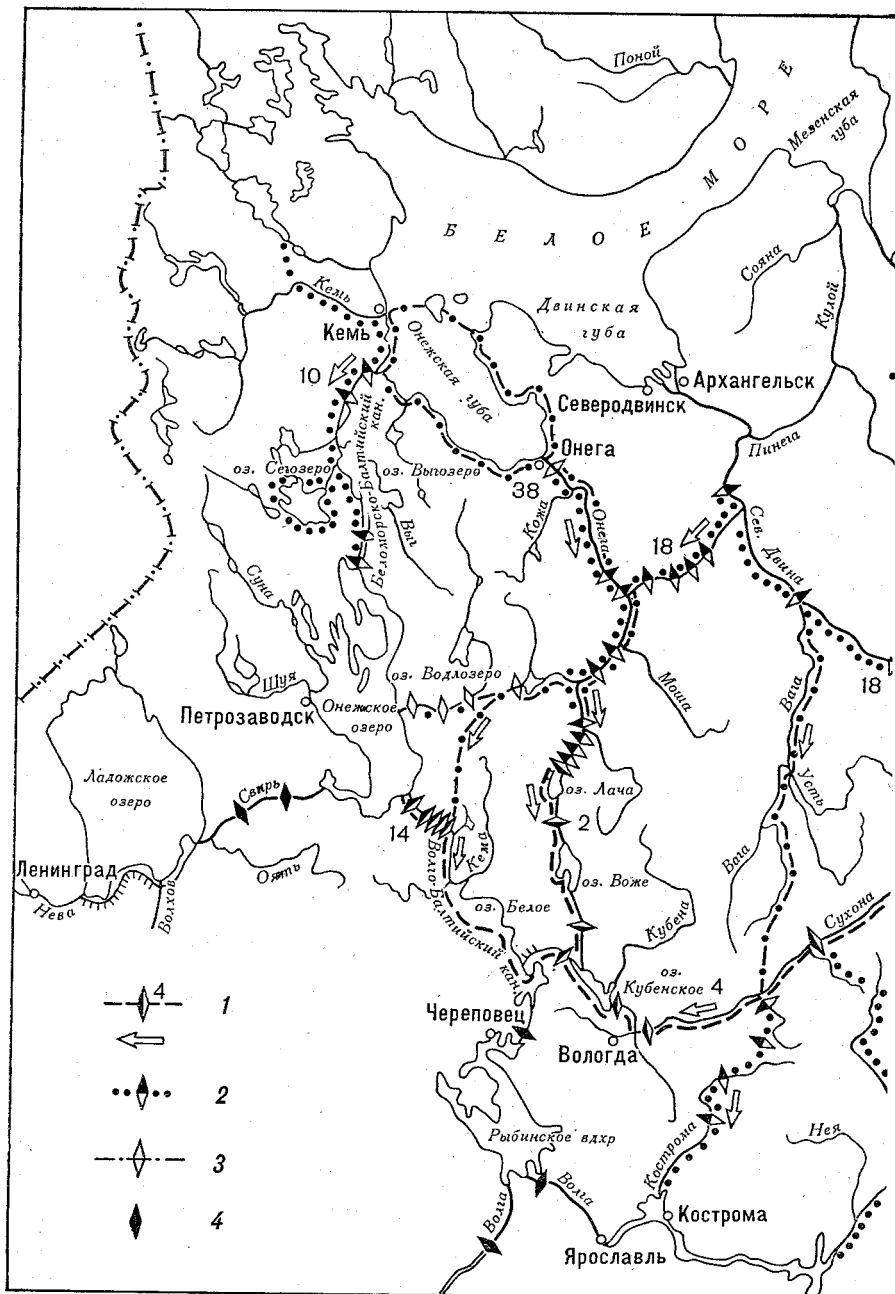 Поной
БЕЛОЕ МОРЕ
Мезенская
губа
Сояна
Кулой
Кемь
Кемь
Двинская
губа
Онежская губа
Архангельск
Северодвинск
10
Беломорско-Балтийский
кан.
Онега
Пинега
оз. Сегозеро
оз. Выгозеро
38
Выг
Кожа
Онега
18
Сев. Двина
Суна
Шуя
Петрозаводск
Онежское
озеро
оз. Водлозеро
Моша
Вага
18
Ладожское
озеро
Свирь
14
оз. Лача
2
Усть
Ленинград
Нева
Волхов
Оять
Волго-Балтийский
кан.
Кема
оз. Белое
оз. Воже
Кубена
Вага
Сухона
оз.
Кубенское
4
Череповец
Вологда
4
1
2
3
4
Рыбинское вдхр
Кострома
Нея
Волга
Волга
Кострома
Ярославль